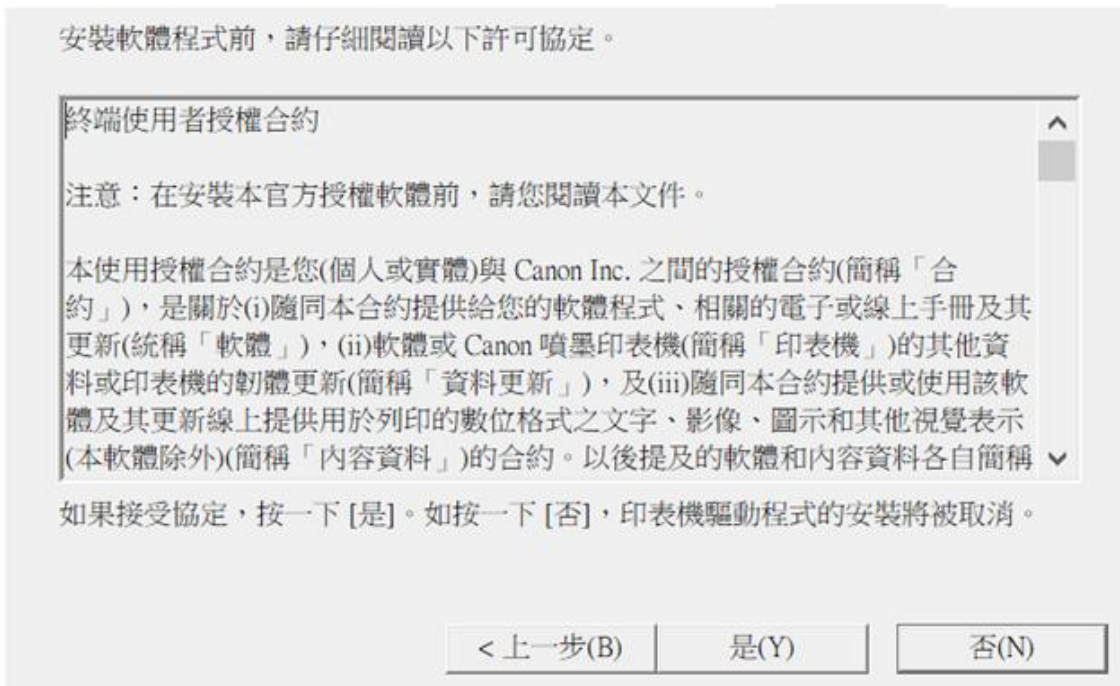 安裝軟體程式前，請仔細閱讀以下許可協定。
終端使用者授權合約
注意：在安裝本官方授權軟體前，請您閱讀本文件。
本使用授權合約是您(個人或實體)與 Canon Inc. 之間的授權合約(簡稱「合
約」)，是關於(i)隨同本合約提供給您的軟體程式、相關的電子或線上手冊及其
更新(統稱「軟體」)，(ii)軟體或 Canon 噴墨印表機(簡稱「印表機」)的其他資
料或印表機的韌體更新(簡稱「資料更新」)，及(iii)隨同本合約提供或使用該軟
體及其更新線上提供用於列印的數位格式之文字、影像、圖示和其他視覺表示
(本軟體除外)(簡稱「內容資料」)的合約。以後提及的軟體和內容資料各自簡稱
如果接受協定，按一下 [是]。如按一下 [否]，印表機驅動程式的安裝將被取消。
< 上一步(B) 是(Y) 否(N)